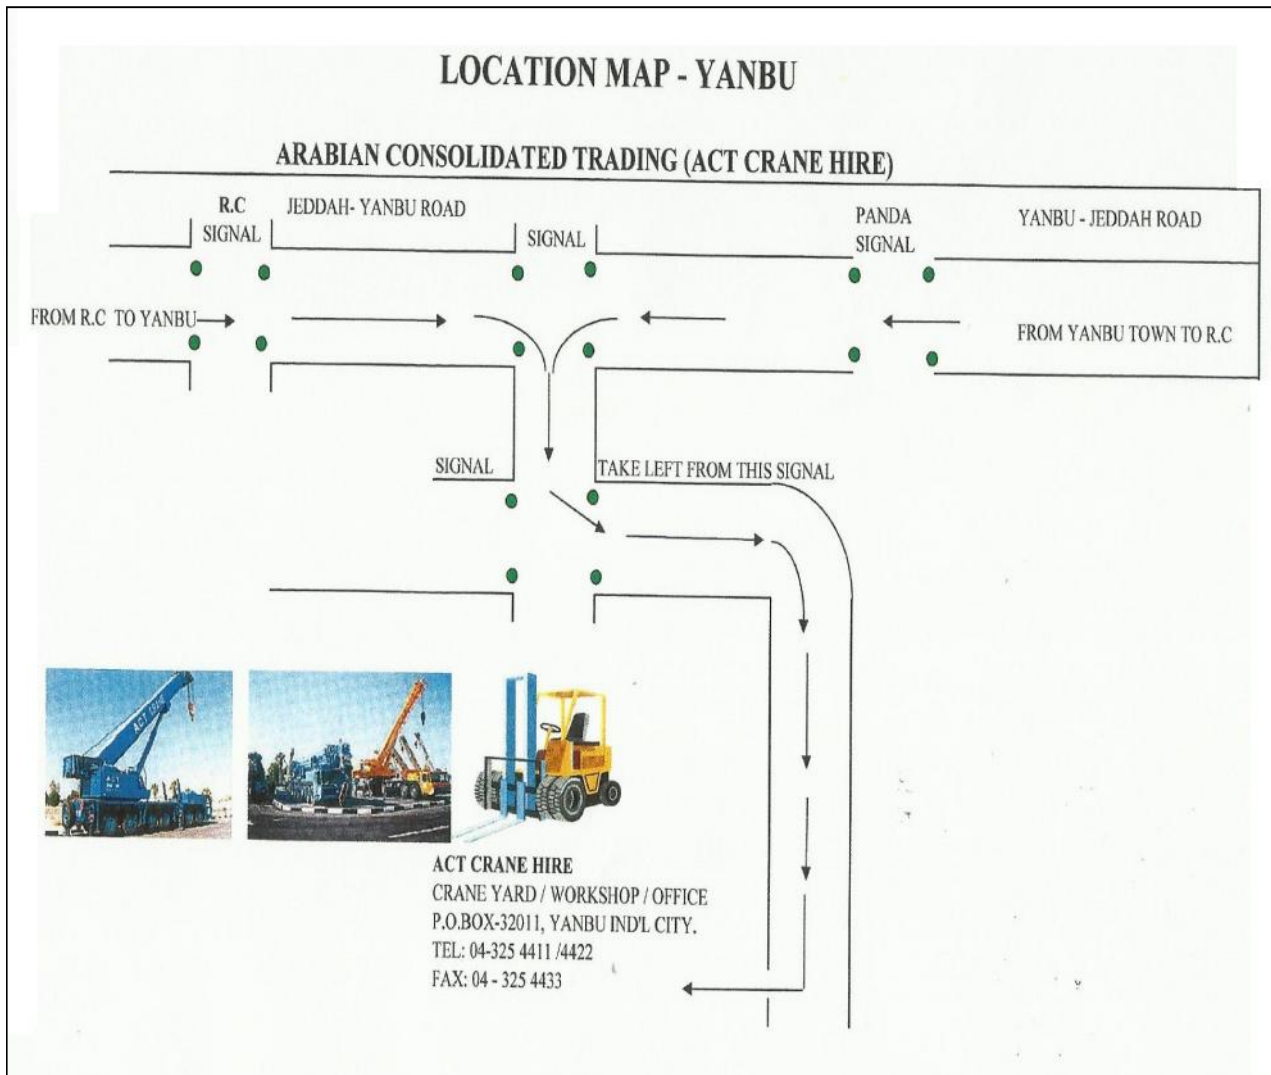 LOCATION MAP - YANBU
ARABIAN CONSOLIDATED TRADING (ACT CRANE HIRE)
R.C
SIGNAL
JEDDAH- YANBU ROAD
SIGNAL
PANDA
SIGNAL
YANBU - JEDDAH ROAD
FROM R.C TO YANBU
FROM YANBU TOWN TO R.C
SIGNAL
TAKE LEFT FROM THIS SIGNAL
ACT CRANE
ACT CRANE HIRE
CRANE YARD / WORKSHOP / OFFICE
P.O.BOX-32011, YANBU IND'L CITY.
TEL: 04-325 4411 /4422
FAX: 04 - 325 4433